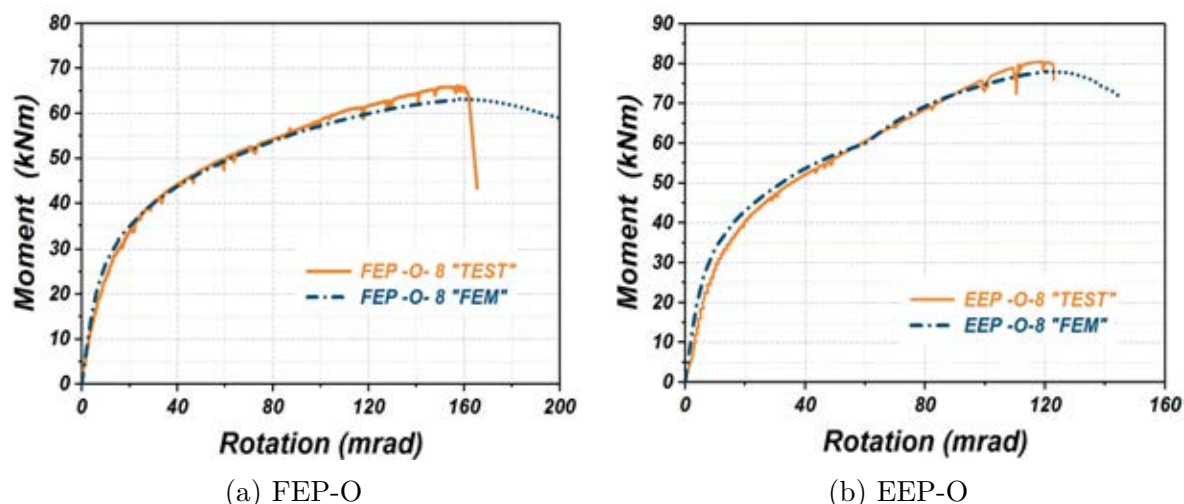 80
70
60
50
40
30
20
10
0
Moment (kNm)
FEP -O- 8 "TEST"
FEP -O- 8 "FEM"
0 40 80 120 160 200
Rotation (mrad)
(a) FEP-O
90
80
70
60
50
40
30
20
10
0
Moment (kNm)
EEP -O-8 "TEST"
EEP -O-8 "FEM"
0 40 80 120 160
Rotation (mrad)
(b) EEP-O